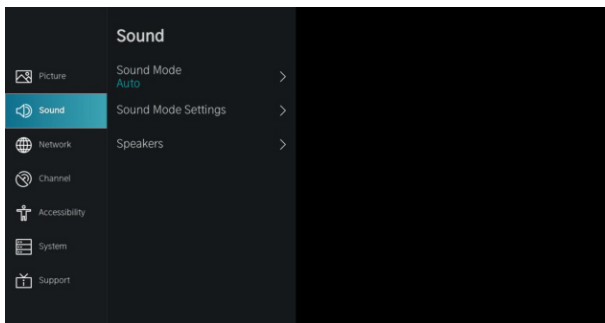 Sound
Picture
Sound
Network
Channel
Accessibility
System
Support
Sound Mode
Auto
Sound Mode Settings
Speakers